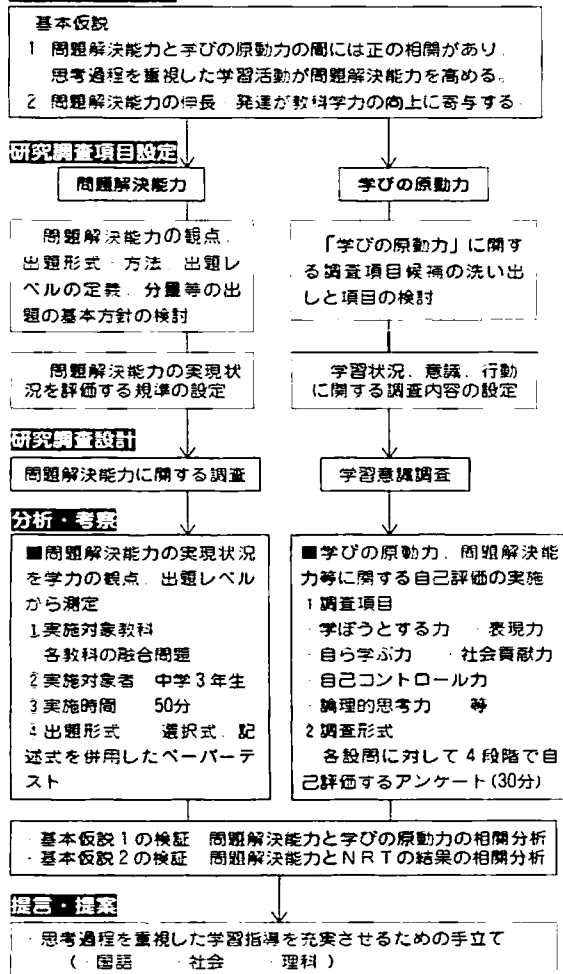 基本仮説
1 問題解決能力と学びの原動力の間には正の相関があり、
思考過程を重視した学習活動が問題解決能力を高める。
2 問題解決能力の伸長・発達が教科学力の向上に寄与する。
研究調査項目設定
問題解決能力
学びの原動力
問題解決能力の観点、
出題形式・方法、出題レ
ベルの定義、分量等の出
題の基本方針の検討
「学びの原動力」に関す
る調査項目候補の洗い出
しと項目の検討
問題解決能力の実現状
況を評価する規準の設定
学習状況、意識、行動
に関する調査内容の設定
研究調査設計
問題解決能力に関する調査
学習意識調査
分析・考察
■問題解決能力の実現状況
を学力の観点、出題レベル
から測定
1 実施対象教科
各教科の融合問題
2 実施対象者 中学3年生
3 実施時間 50分
4 出題形式 選択式、記
述式を併用したペーパーテ
スト
■学びの原動力、問題解決能
力等に関する自己評価の実施
1 調査項目
・学ぼうとする力 ・表現力
・自ら学ぶ力 ・社会貢献力
・自己コントロール力
・論理的思考力 等
2 調査形式
各設問に対して4段階で自
己評価するアンケート(30分)
・基本仮説1の検証 問題解決能力と学びの原動力の相関分析
・基本仮説2の検証 問題解決能力とNRTの結果の相関分析
提言・提案
・思考過程を重視した学習指導を充実させるための手立て
(・国語 ・社会 ・理科)